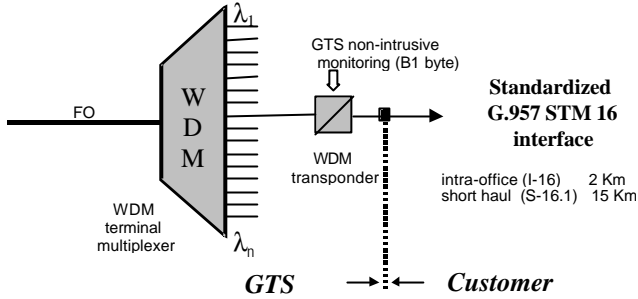 λ1
GTS non-intrusive
monitoring (B1 byte)
Standardized
G.957 STM 16
interface
FO
W
D
M
WDM
transponder
intra-office (I-16) 2 Km
short haul (S-16.1) 15 Km
WDM
terminal
multiplexer
λn
GTS
Customer